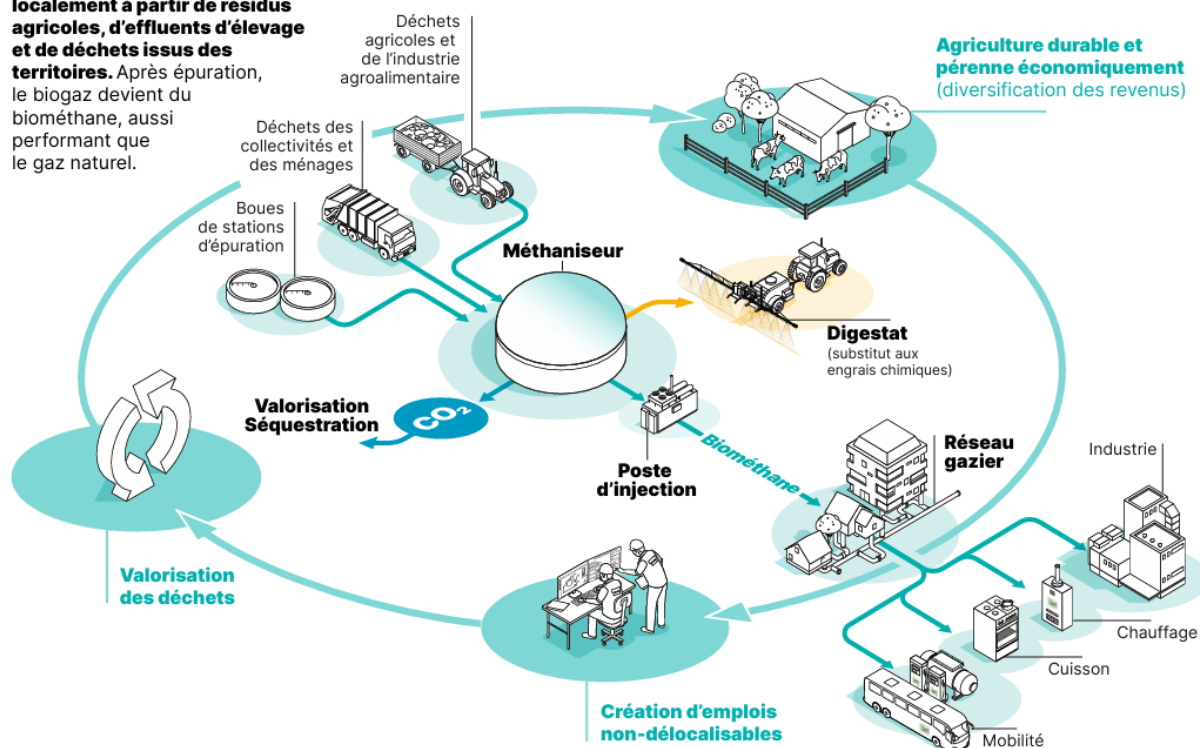 localement à partir de résidus
agricoles, d'effluents d'élevage
et de déchets issus des
territoires. Après épuration,
le biogaz devient du
biométhane, aussi
performant que
le gaz naturel.
Déchets
agricoles et
de l'industrie
agroalimentaire
Agriculture durable et
pérenne économiquement
(diversification des revenus)
Déchets des
collectivités et
des ménages
Boues
de stations
d'épuration
Méthaniseur
Digestat
(substitut aux
engrais chimiques)
Valorisation
Séquestration
CO₂
Poste
d'injection
Biométhane
Réseau
gazier
Industrie
Chauffage
Cuisson
Mobilité
Valorisation
des déchets
Création d'emplois
non-délocalisables